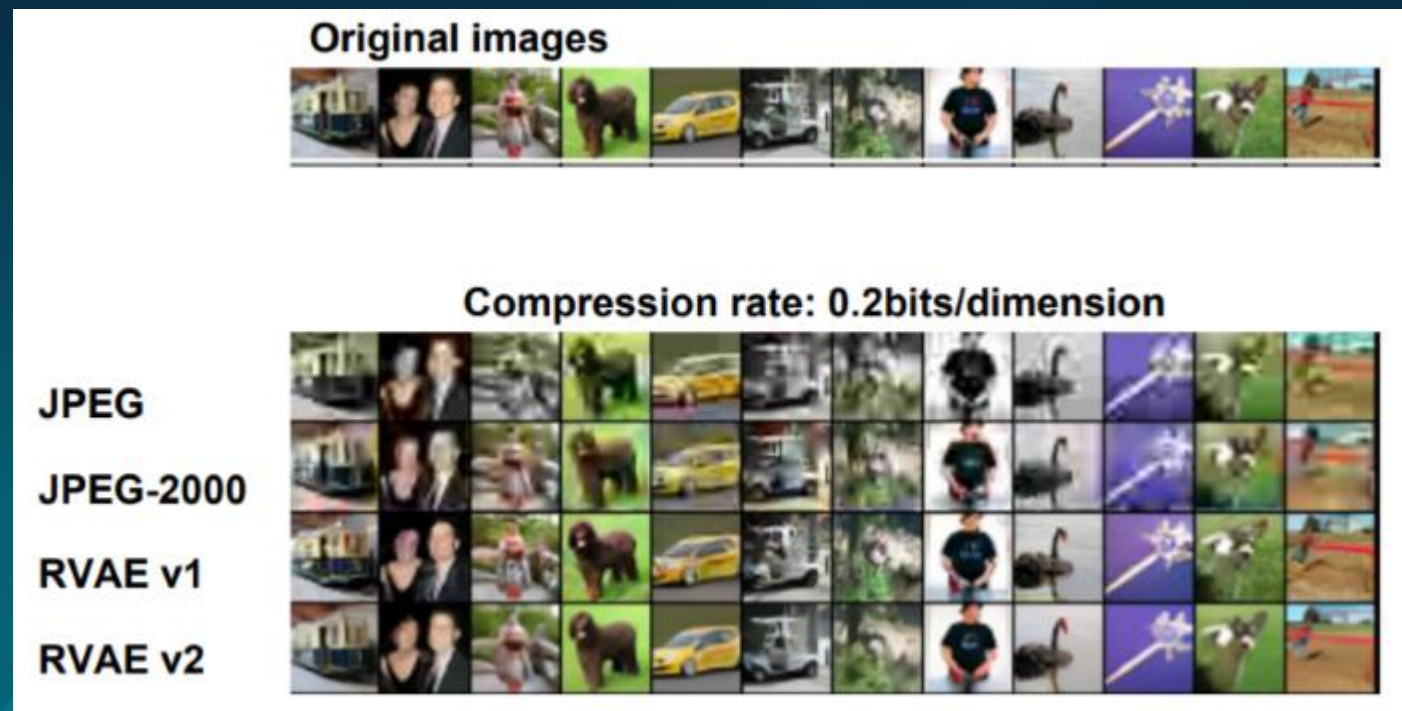 Original images
Compression rate: 0.2bits/dimension
JPEG
JPEG-2000
RVAE v1
RVAE v2